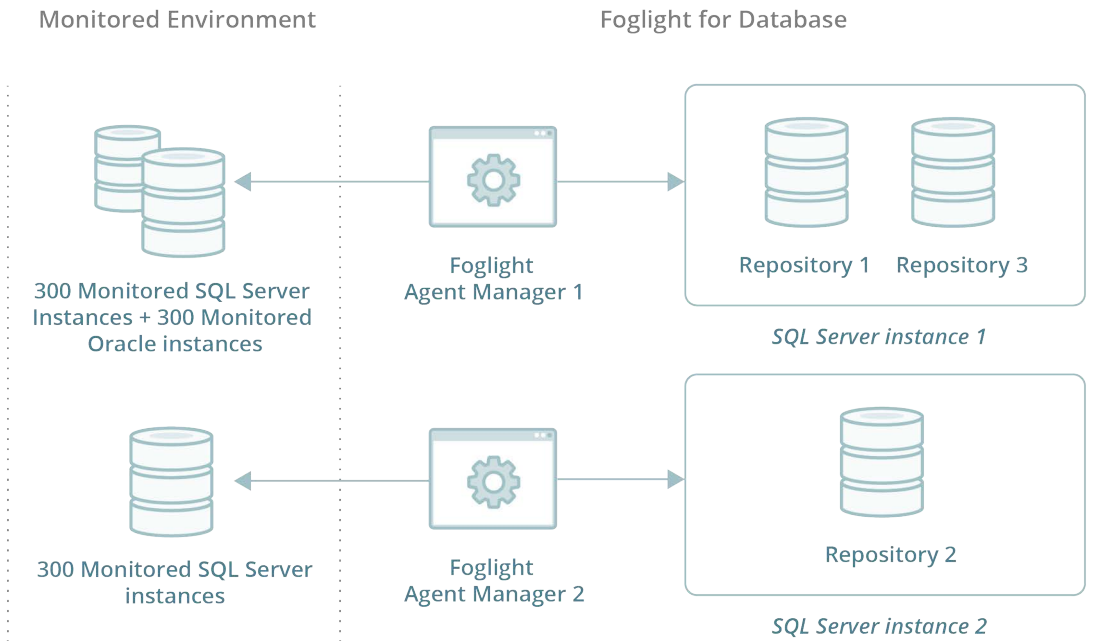 Monitored Environment
Foglight for Database
300 Monitored SQL Server
Instances + 300 Monitored
Oracle instances
Foglight
Agent Manager 1
Repository 1
Repository 3
SQL Server instance 1
300 Monitored SQL Server
instances
Foglight
Agent Manager 2
Repository 2
SQL Server instance 2